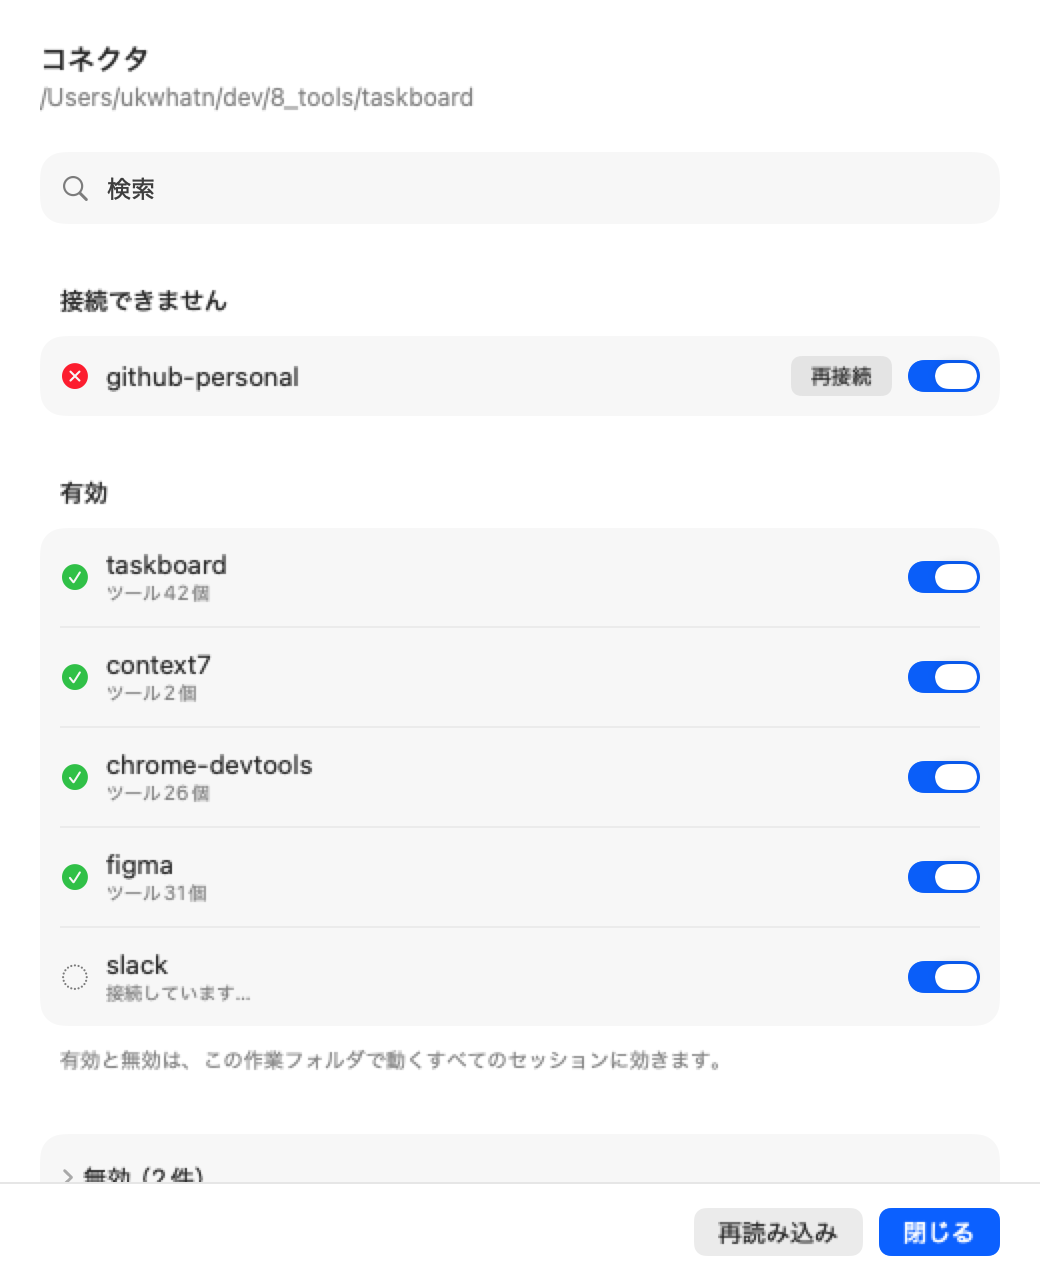 コネクタ
/Users/ukwhatn/dev/8_tools/taskboard
検索
接続できません
github-personal
再接続
有効
taskboard
ツール42個
context7
ツール2個
chrome-devtools
ツール26個
figma
ツール31個
slack
接続しています...
有効と無効は、この作業フォルダで動くすべてのセッションに効きます。
無効（2件）
再読み込み
閉じる